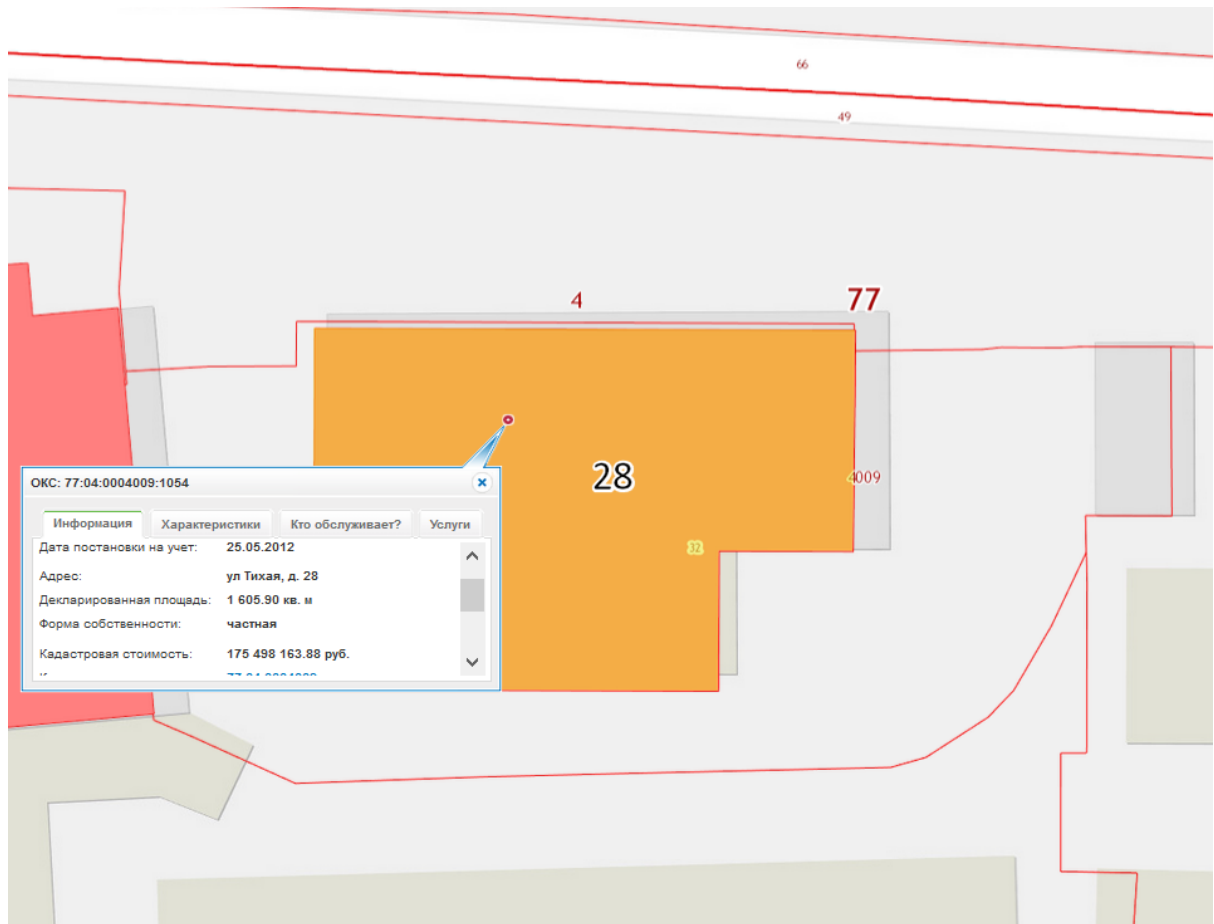 66
49
4
77
28
4009
32
ОКС: 77:04:0004009:1054
Информация Характеристики Кто обслуживает? Услуги
Дата постановки на учет: 25.05.2012
Адрес: ул Тихая, д. 28
Декларированная площадь: 1 605.90 кв. м
Форма собственности: частная
Кадастровая стоимость: 175 498 163.88 руб.